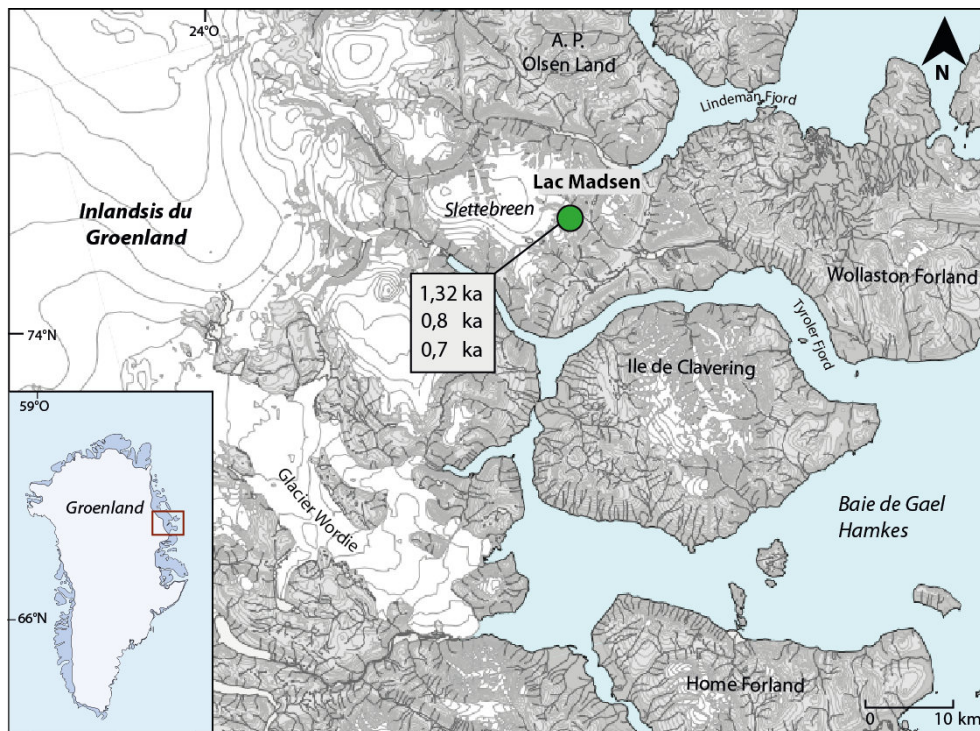 24°O
A. P.
Olsen Land
N
Lindeman Fjord
Lac Madsen
Slettebreen
Inlandsis du
Groenland
Wollaston Forland
1,32 ka
0,8 ka
0,7 ka
74°N
Tyroler Fjord
Ile de Clavering
59°O
Groenland
Glacier Wordie
Baie de Gael
Hamkes
66°N
Home Forland
0 10 km